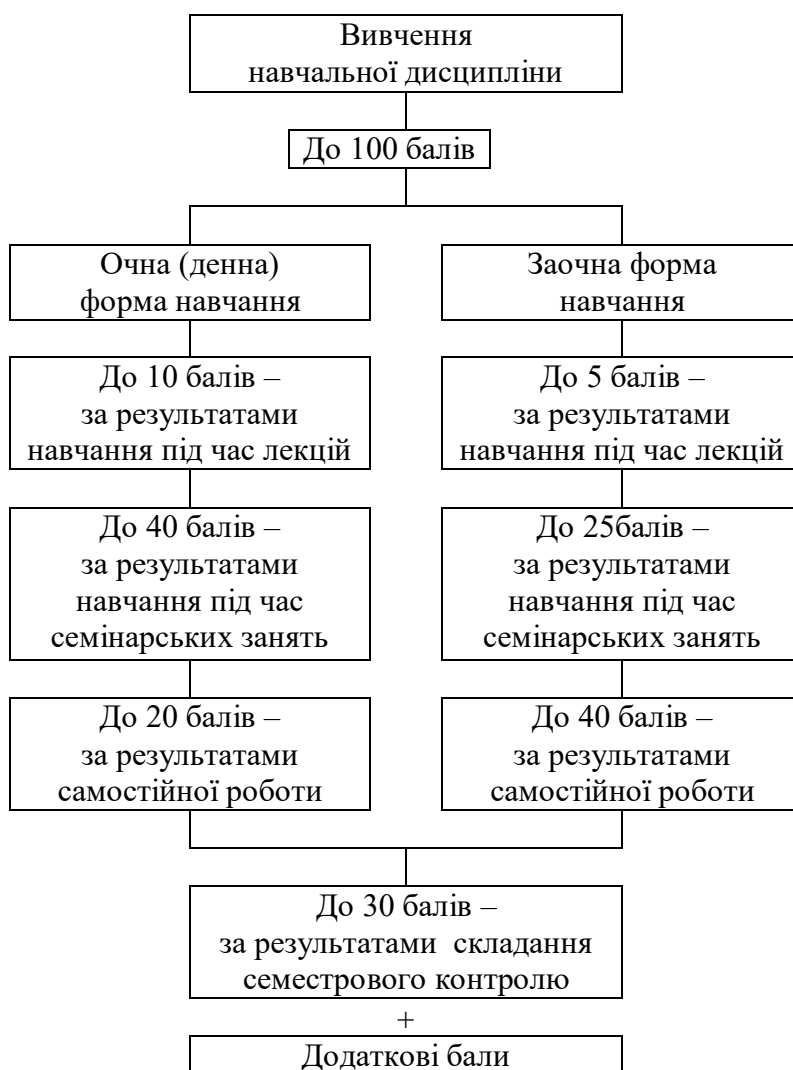 Вивчення
навчальної дисципліни
До 100 балів
Очна (денна)
форма навчання
Заочна форма
навчання
До 10 балів –
за результатами
навчання під час лекцій
До 5 балів –
за результатами
навчання під час лекцій
До 40 балів –
за результатами
навчання під час
семінарських занять
До 25балів –
за результатами
навчання під час
семінарських занять
До 20 балів –
за результатами
самостійної роботи
До 40 балів –
за результатами
самостійної роботи
До 30 балів –
за результатами складання
семестрового контролю
+
Додаткові бали